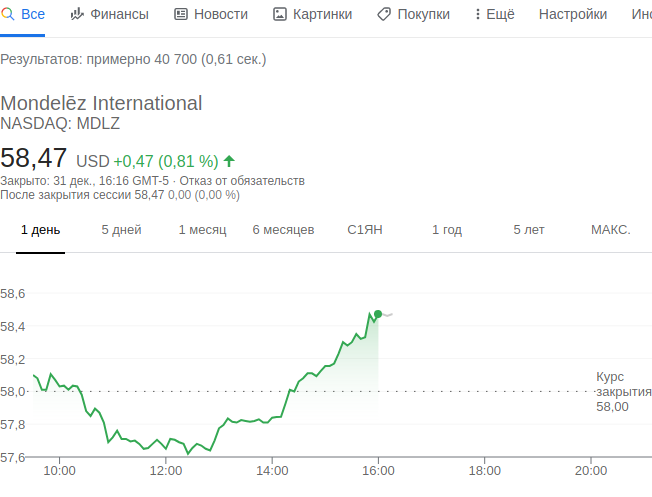 Все Финансы Новости Картинки Покупки Ещё Настройки Инс
Результатов: примерно 40 700 (0,61 сек.)
Mondelēz International
NASDAQ: MDLZ
58,47 USD +0,47 (0,81 %)
Закрыто: 31 дек., 16:16 GMT-5 · Отказ от обязательств
После закрытия сессии 58,47 0,00 (0,00 %)
1 день 5 дней 1 месяц 6 месяцев С1ЯН 1 год 5 лет МАКС.
58,6
58,4
58,2
58,0
57,8
57,6
Курс
закрытия
58,00
10:00 12:00 14:00 16:00 18:00 20:00